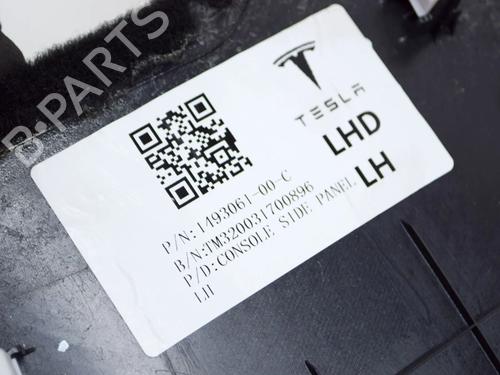 B-PARTS
TESLA
LHD
LH
P/N:1493061-00-C
B/N:TM320031700896
P/D:CONSOLE SIDE PANEL
LH